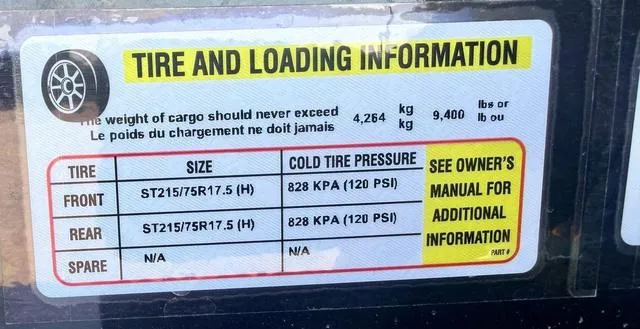 TIRE AND LOADING INFORMATION
The weight of cargo should never exceed 4,264 kg 9,400 lbs or
Le poids du chargement ne doit jamais kg lb ou
TIRE SIZE COLD TIRE PRESSURE SEE OWNER'S
FRONT ST215/75R17.5 (H) 828 KPA (120 PSI) MANUAL FOR
ADDITIONAL
REAR ST215/75R17.5 (H) 828 KPA (120 PSI) INFORMATION
SPARE N/A N/A PART #